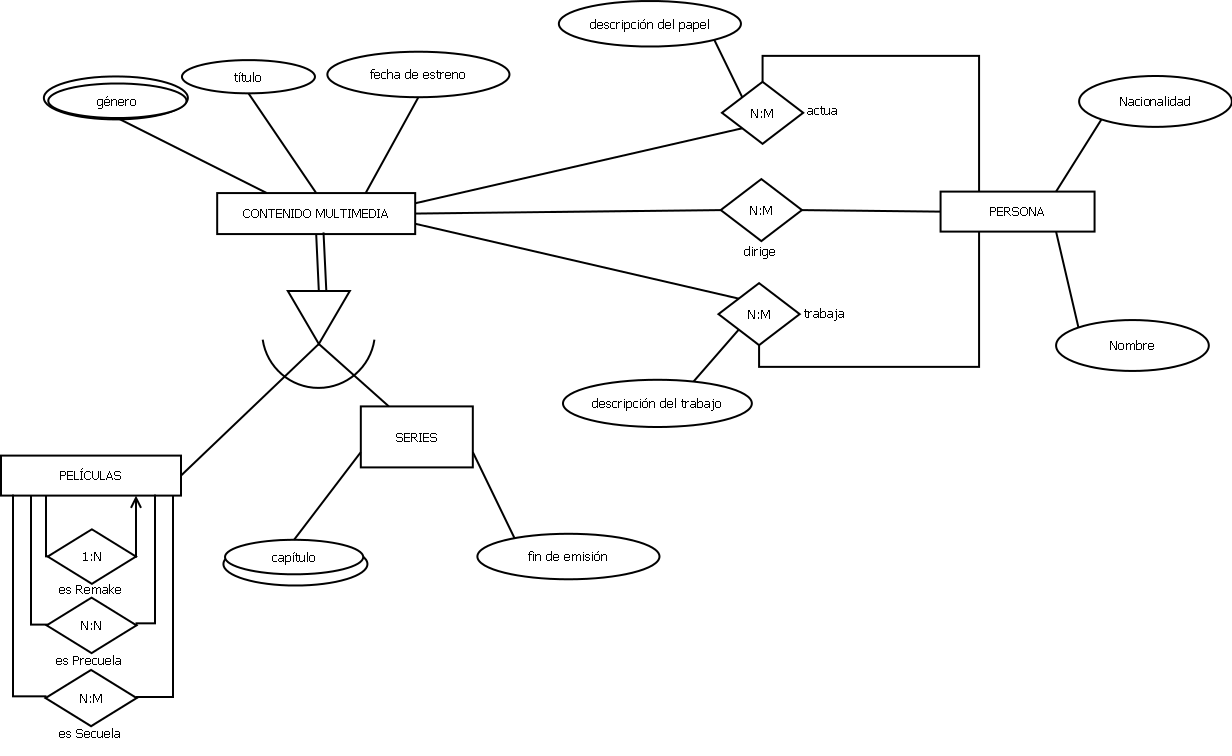 descripción del papel
género
título
fecha de estreno
N:M
actua
Nacionalidad
CONTENIDO MULTIMEDIA
N:M
dirige
PERSONA
N:M
trabaja
Nombre
descripción del trabajo
SERIES
PELÍCULAS
capítulo
fin de emisión
1:N
es Remake
N:N
es Precuela
N:M
es Secuela